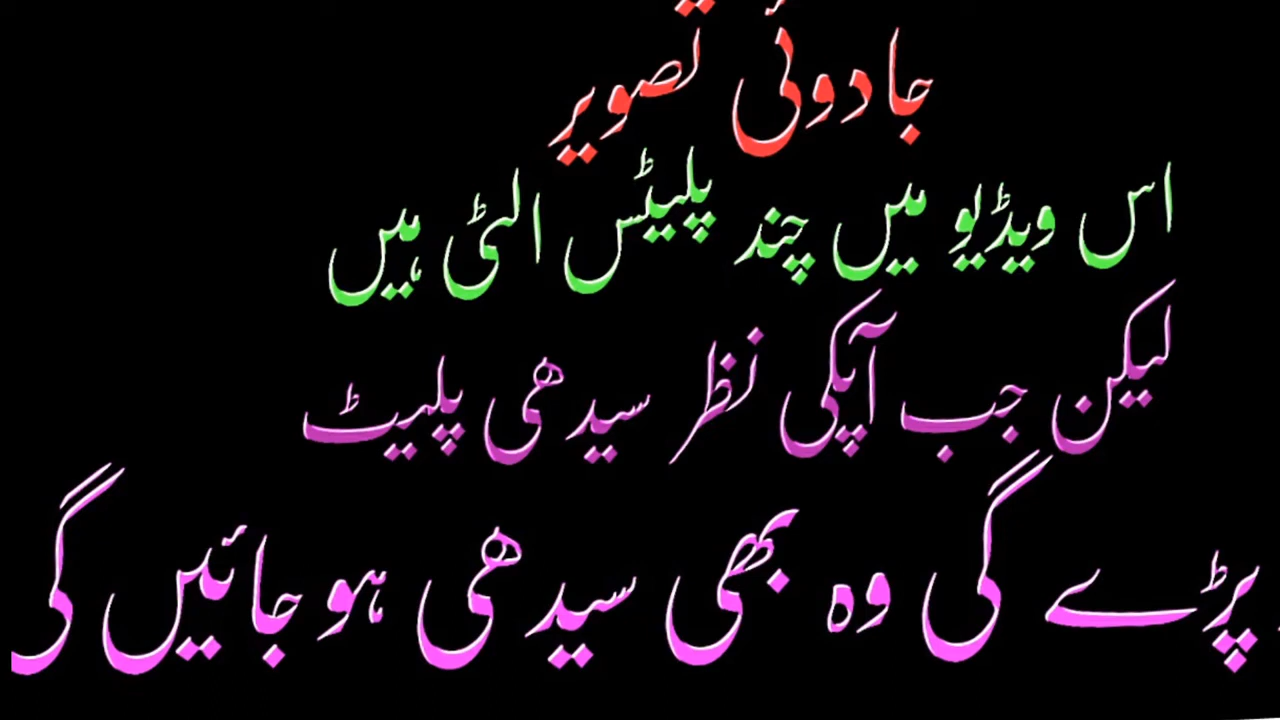 جادوئی تصویر
اس ویڈیو میں چند پلیٹس الٹی ہیں
لیکن جب آپکی نظر سیدھی پلیٹ
پڑے گی وہ بھی سیدھی ہو جائیں گی